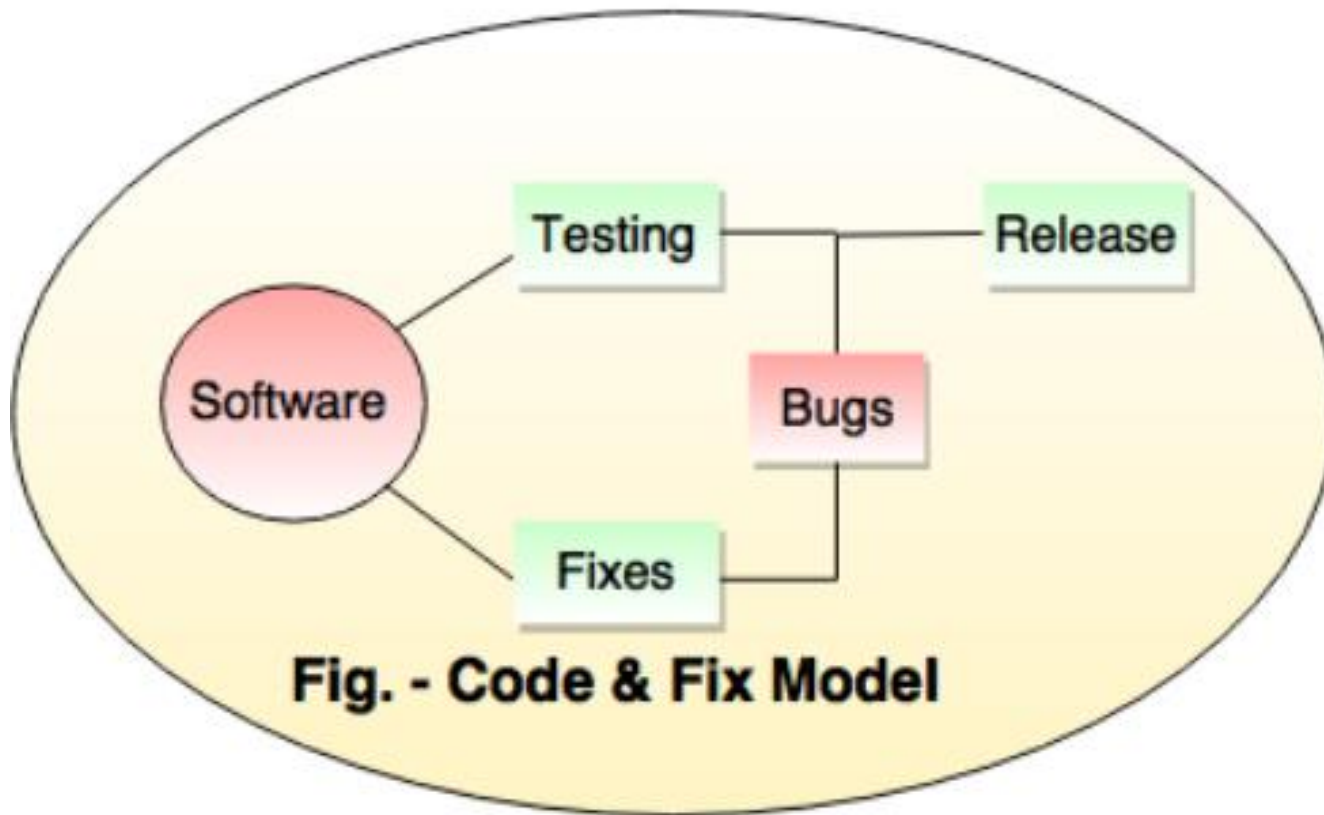 Testing
Release
Software
Bugs
Fixes
Fig. - Code & Fix Model